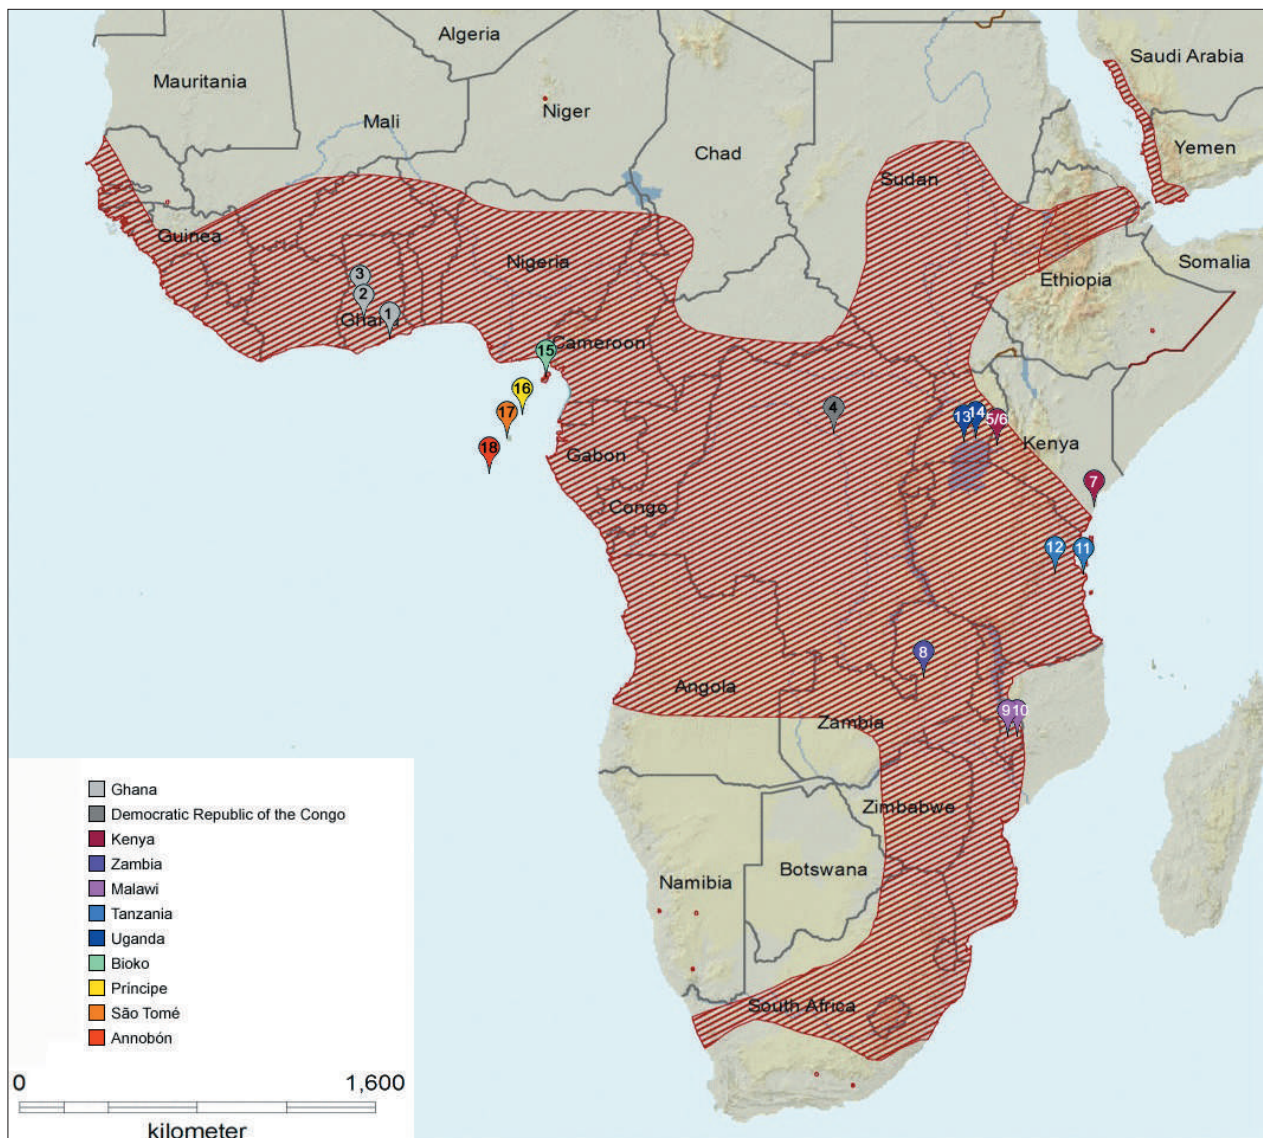 Algeria
Saudi Arabia
Mauritania
Niger
Mali
Chad
Yemen
Sudan
Guinea
Nigeria
Somalia
3
Ethiopia
2
1
Ghana
Cameroon
15
16
17
4
13
14
5/6
Kenya
18
Gabon
7
Congo
12
11
8
Angola
Zambia
9
10
Zimbabwe
Botswana
Namibia
South Africa
Ghana
Democratic Republic of the Congo
Kenya
Zambia
Malawi
Tanzania
Uganda
Bioko
Príncipe
São Tomé
Annobón
0
1,600
kilometer